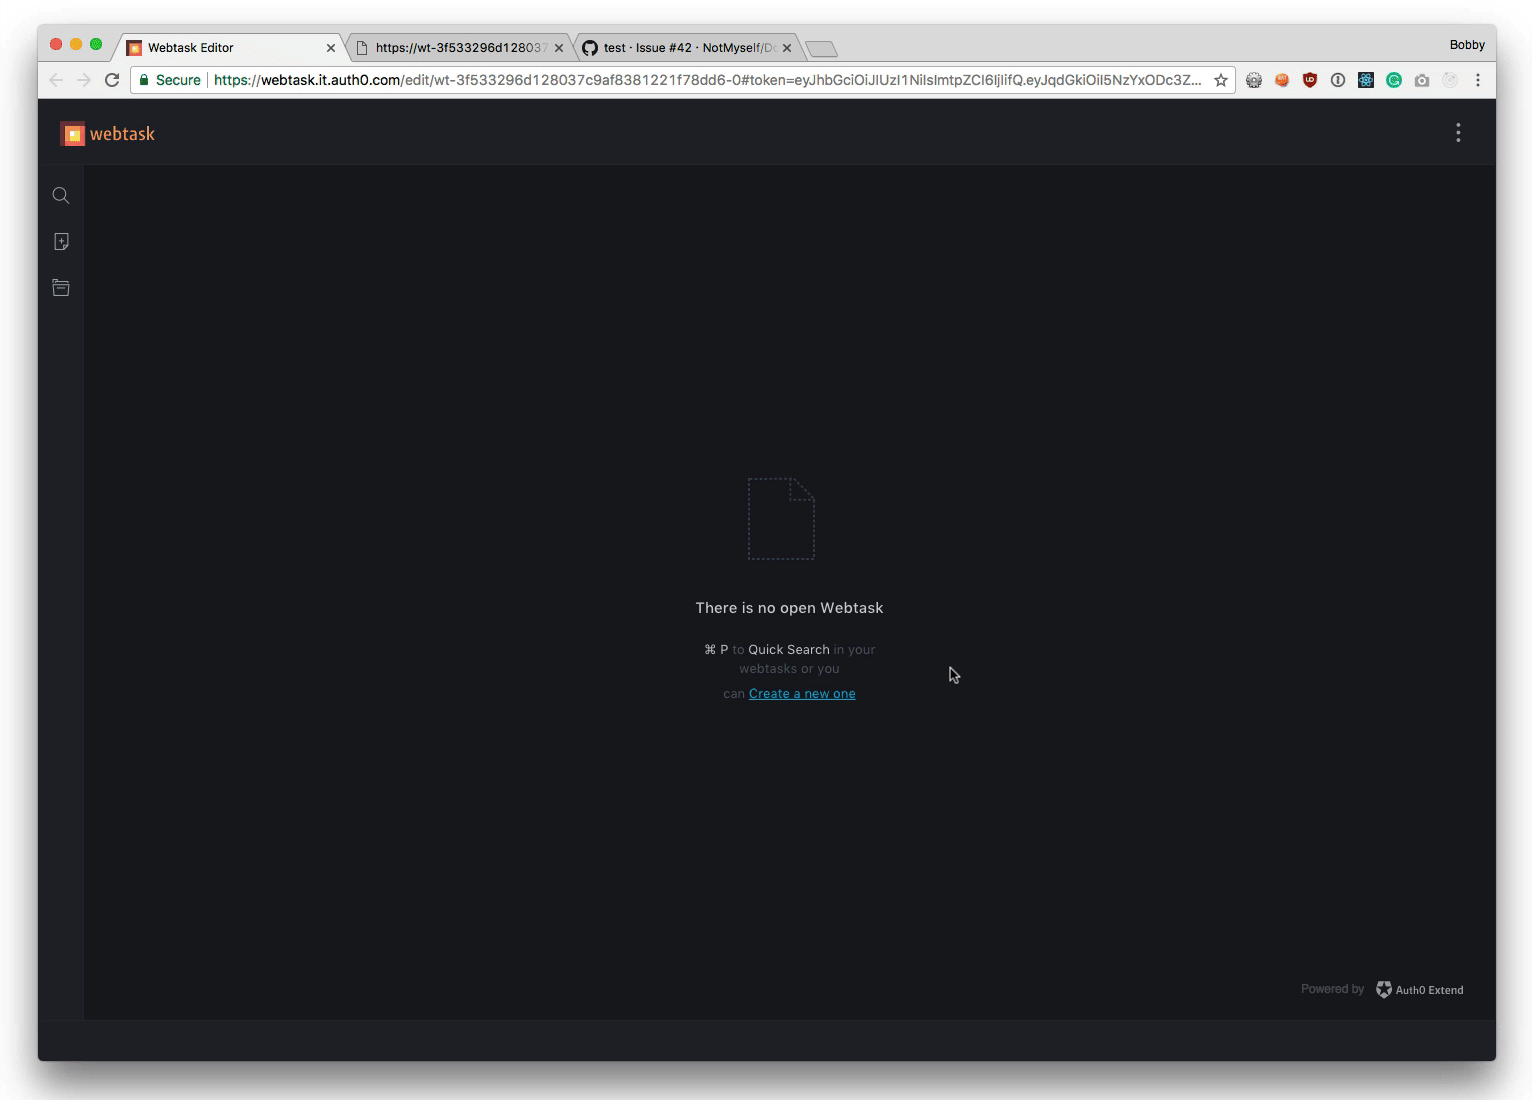 Webtask Editor
https://wt-3f533296d128037
test · Issue #42 · NotMyself/Do
Bobby
Secure
https://webtask.it.auth0.com/edit/wt-3f533296d128037c9af8381221f78dd6-0#token=eyJhbGciOiJIUzI1NiIsImtpZCI6IjIifQ.eyJqdGkiOiI5NzYxODc3Z...
webtask
There is no open Webtask
⌘ P to Quick Search in your
webtasks or you
can Create a new one
Powered by
Auth0 Extend